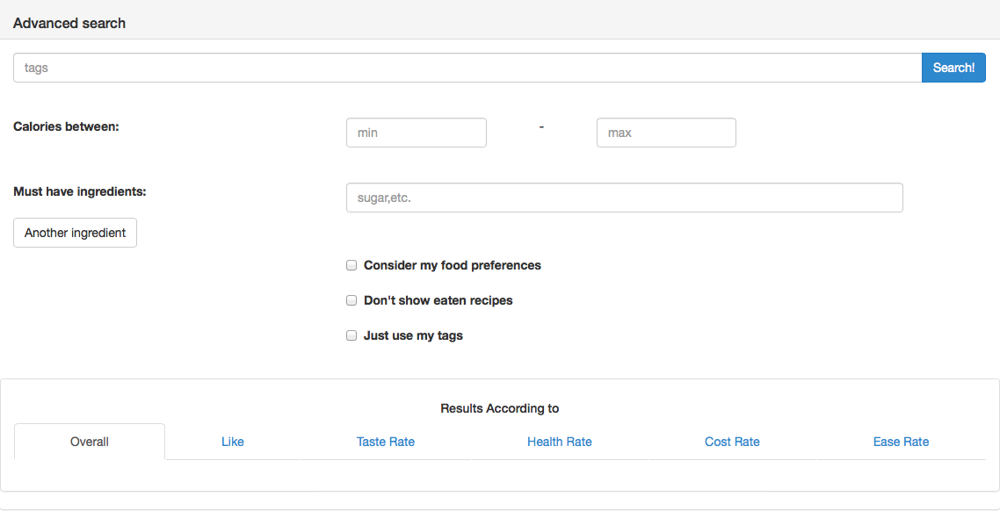 Advanced search
tags Search!
Calories between: min - max
Must have ingredients: sugar,etc.
Another ingredient
Consider my food preferences
Don't show eaten recipes
Just use my tags
Results According to
Overall Like Taste Rate Health Rate Cost Rate Ease Rate